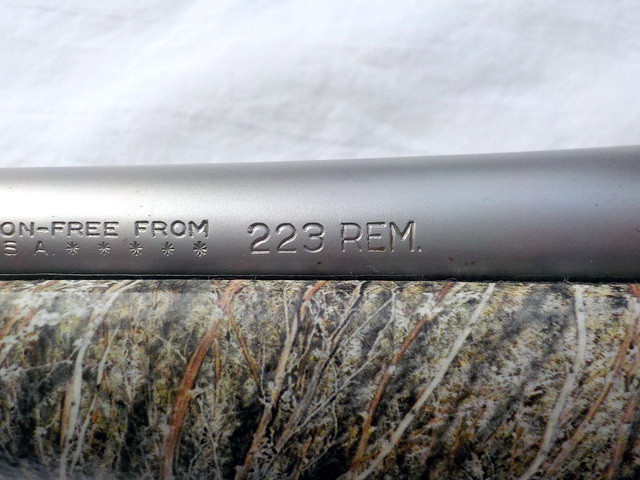 ON-FREE FROM
S A. * * * * *
223 REM.